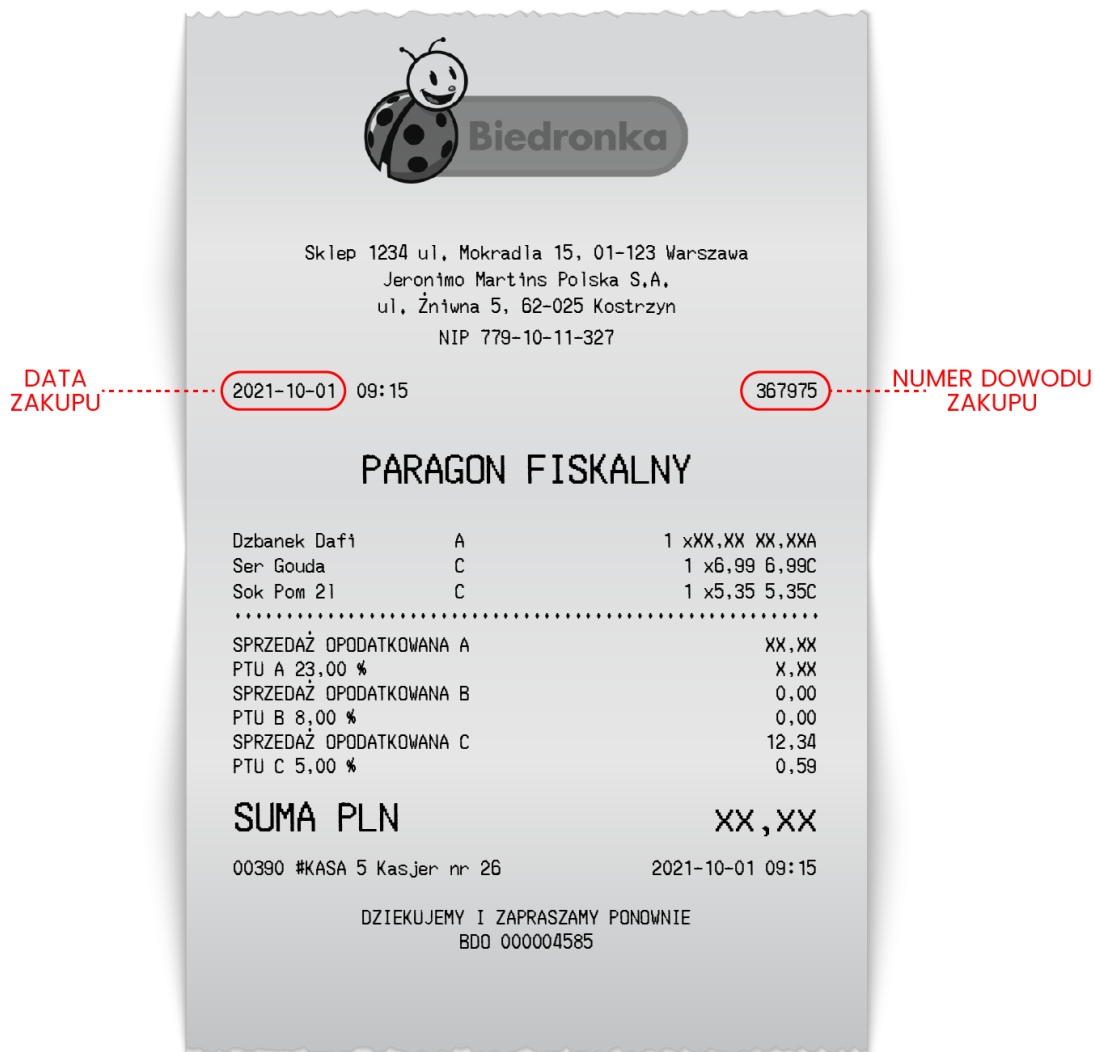 Biedronka
Sklep 1234 ul. Mokradla 15, 01-123 Warszawa
Jeronimo Martins Polska S.A.
ul. Żniwna 5, 62-025 Kostrzyn
NIP 779-10-11-327
DATA
ZAKUPU
2021-10-01 09:15 367975
NUMER DOWODU
ZAKUPU
PARAGON FISKALNY
Dzbanek Dafi A 1 xXX,XX XX,XXA
Ser Gouda C 1 x6,99 6,99C
Sok Pom 2l C 1 x5,35 5,35C
SPRZEDAŻ OPODATKOWANA A XX,XX
PTU A 23,00 % X,XX
SPRZEDAŻ OPODATKOWANA B 0,00
PTU B 8,00 % 0,00
SPRZEDAŻ OPODATKOWANA C 12,34
PTU C 5,00 % 0,59
SUMA PLN XX,XX
00390 #KASA 5 Kasjer nr 26 2021-10-01 09:15
DZIEKUJEMY I ZAPRASZAMY PONOWNIE
BDO 000004585